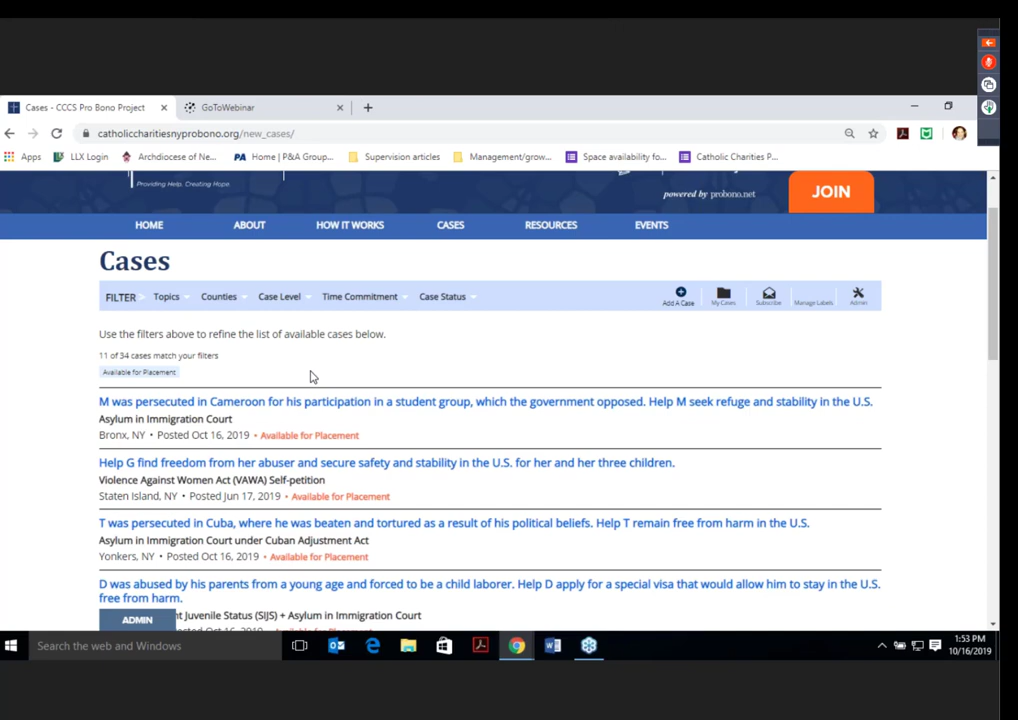 Cases - CCCS Pro Bono Project
GoToWebinar
catholiccharitiesnyprobono.org/new_cases/
Apps
LLX Login
Archdiocese of Ne...
PA Home | P&A Group...
Supervision articles
Management/grow...
Space availability fo...
Catholic Charities P...
Providing Help. Creating Hope.
powered by probono.net
JOIN
HOME
ABOUT
HOW IT WORKS
CASES
RESOURCES
EVENTS
Cases
FILTER
Topics
Counties
Case Level
Time Commitment
Case Status
Add A Case
My Cases
Subscribe
Manage Labels
Admin
Use the filters above to refine the list of available cases below.
11 of 34 cases match your filters
Available for Placement
M was persecuted in Cameroon for his participation in a student group, which the government opposed. Help M seek refuge and stability in the U.S.
Asylum in Immigration Court
Bronx, NY • Posted Oct 16, 2019 • Available for Placement
Help G find freedom from her abuser and secure safety and stability in the U.S. for her and her three children.
Violence Against Women Act (VAWA) Self-petition
Staten Island, NY • Posted Jun 17, 2019 • Available for Placement
T was persecuted in Cuba, where he was beaten and tortured as a result of his political beliefs. Help T remain free from harm in the U.S.
Asylum in Immigration Court under Cuban Adjustment Act
Yonkers, NY • Posted Oct 16, 2019 • Available for Placement
D was abused by his parents from a young age and forced to be a child laborer. Help D apply for a special visa that would allow him to stay in the U.S.
free from harm.
Juvenile Status (SIJS) + Asylum in Immigration Court
ADMIN
Search the web and Windows
1:53 PM
10/16/2019